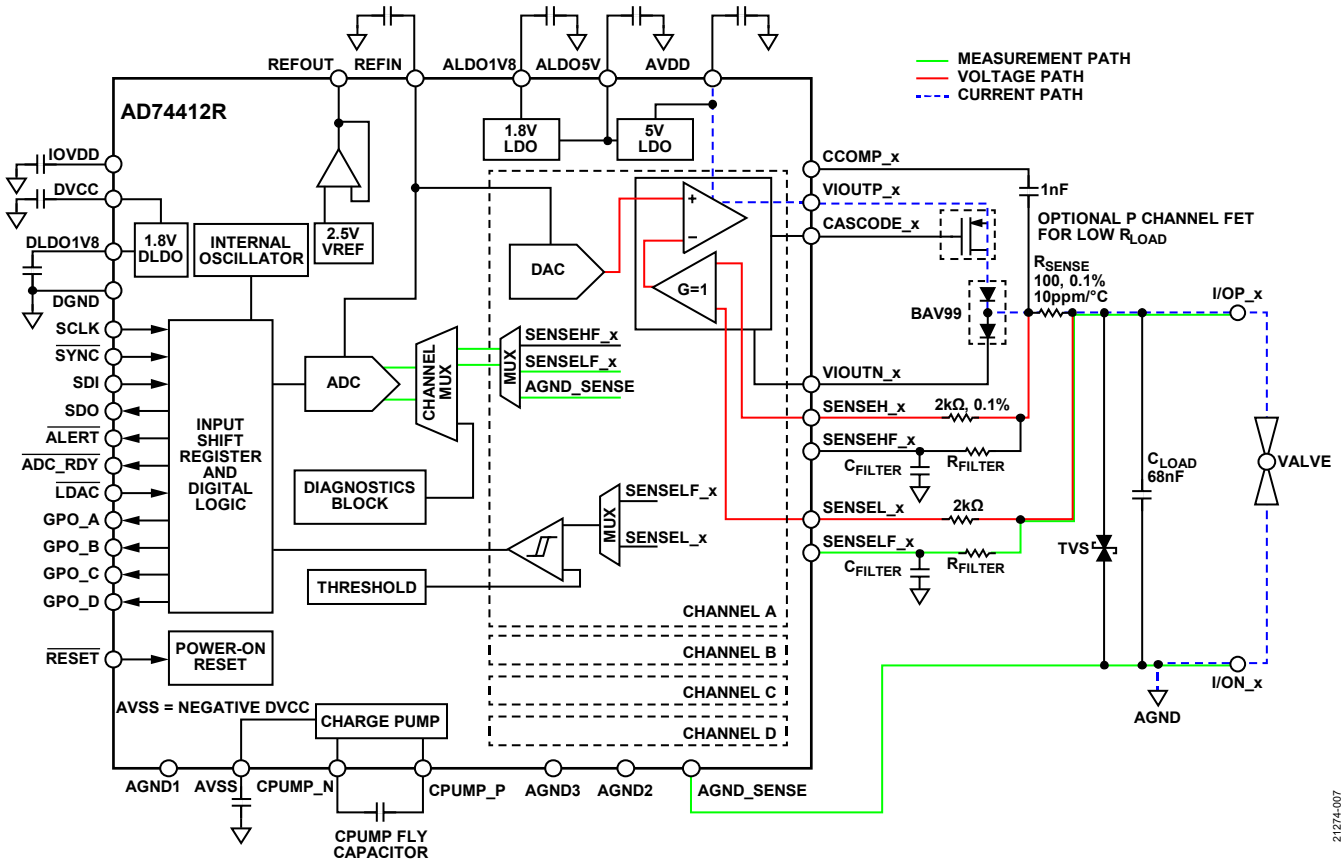 REFOUT
REFIN
ALDO1V8
ALDO5V
AVDD
MEASUREMENT PATH
VOLTAGE PATH
CURRENT PATH
AD74412R
IOVDD
DVCC
DLDO1V8
DGND
SCLK
SYNC
SDI
SDO
ALERT
ADC_RDY
LDAC
GPO_A
GPO_B
GPO_C
GPO_D
RESET
1.8V
DLDO
INTERNAL
OSCILLATOR
2.5V
VREF
1.8V
LDO
5V
LDO
INPUT
SHIFT
REGISTER
AND
DIGITAL
LOGIC
POWER-ON
RESET
ADC
CHANNEL
MUX
MUX
SENSEHF_x
SENSELF_x
AGND_SENSE
DAC
+
−
G=1
DIAGNOSTICS
BLOCK
THRESHOLD
MUX
SENSELF_x
SENSEL_x
CHANNEL A
CHANNEL B
CHANNEL C
CHANNEL D
AVSS = NEGATIVE DVCC
CHARGE PUMP
AGND1
AVSS
CPUMP_N
CPUMP_P
AGND3
AGND2
AGND_SENSE
CPUMP FLY
CAPACITOR
CCOMP_x
VIOUTP_x
CASCODE_x
VIOUTN_x
SENSEH_x
SENSEHF_x
SENSEL_x
SENSELF_x
1nF
OPTIONAL P CHANNEL FET
FOR LOW RLOAD
RSENSE
100, 0.1%
10ppm/°C
BAV99
2kΩ, 0.1%
CFILTER
RFILTER
2kΩ
CFILTER
RFILTER
TVS
CLOAD
68nF
I/OP_x
VALVE
I/ON_x
AGND
21274-007